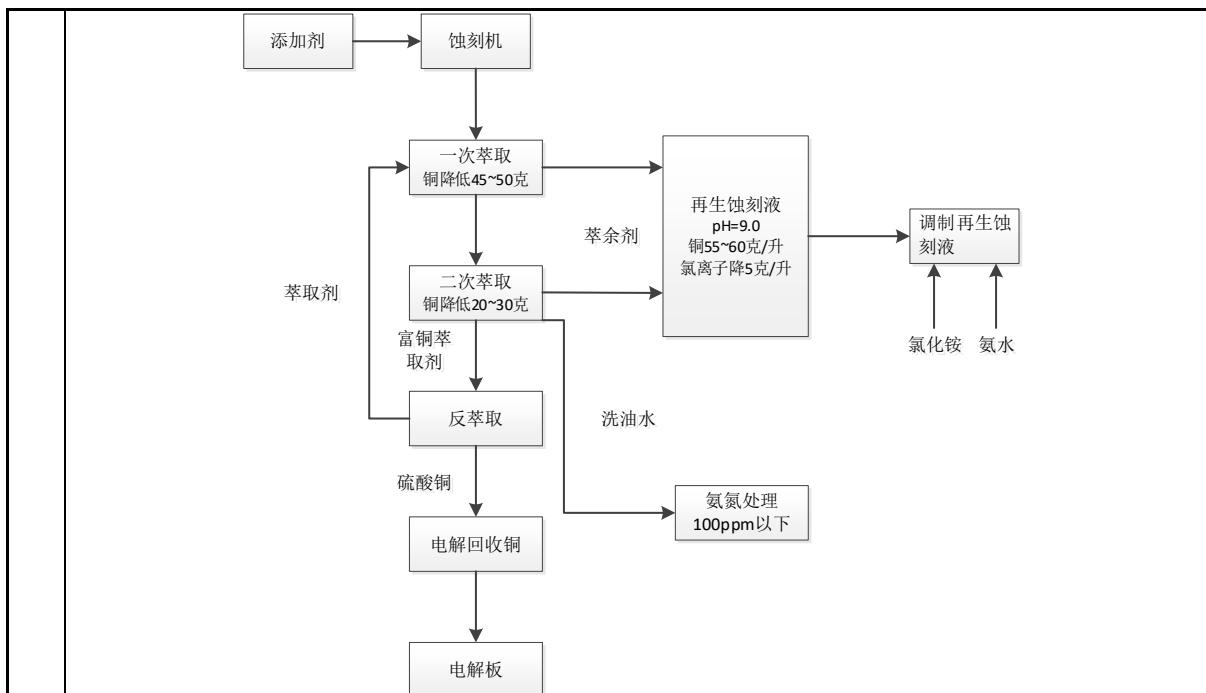 添加剂
蚀刻机
一次萃取
铜降低45~50克
再生蚀刻液
pH=9.0
铜55~60克/升
氯离子降5克/升
萃余剂
调制再生蚀
刻液
二次萃取
铜降低20~30克
萃取剂
富铜萃
取剂
氯化铵
氨水
反萃取
洗油水
硫酸铜
氨氮处理
100ppm以下
电解回收铜
电解板